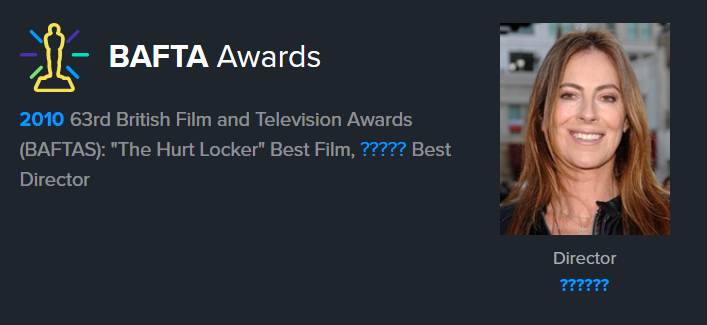 BAFTA Awards
2010 63rd British Film and Television Awards
(BAFTAS): "The Hurt Locker" Best Film, ????? Best
Director
Director
??????